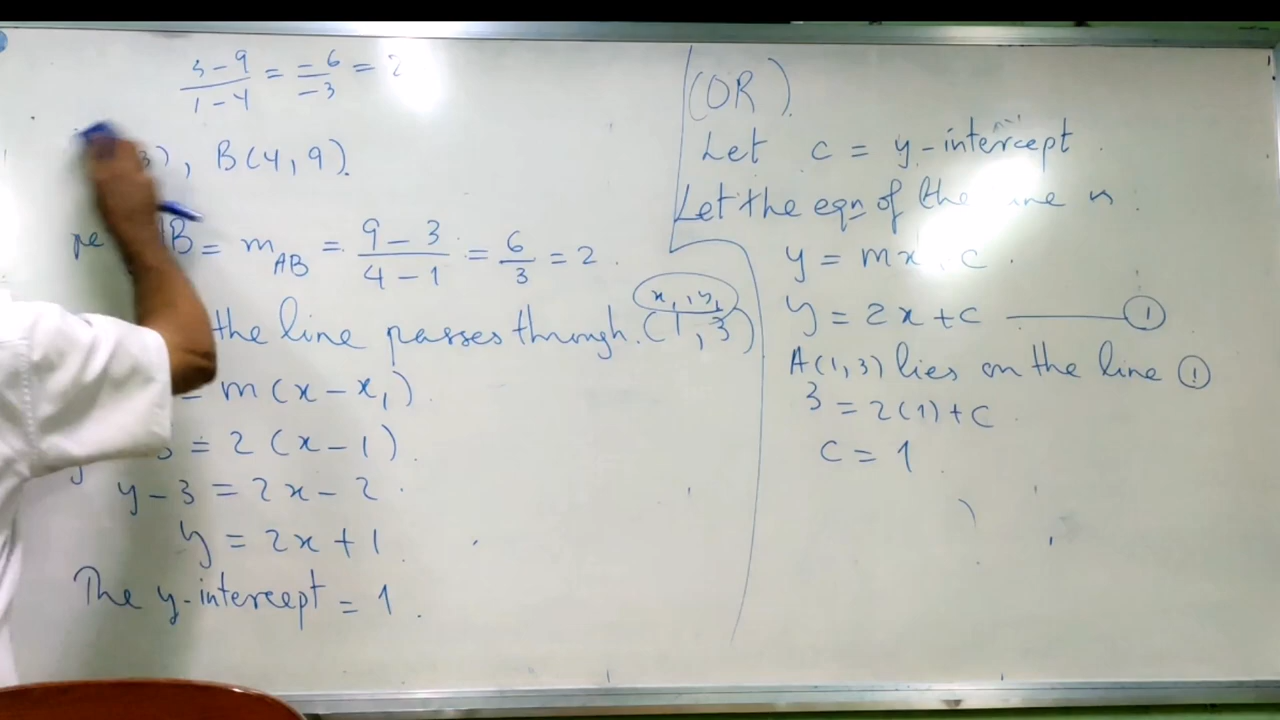 3-9/1-4 = -6/-3 = 2
3), B(4, 9).
AB = m_AB = 9-3/4-1 = 6/3 = 2.
x₁, y₁
the line passes through (1, 3)
= m(x - x₁).
3 = 2(x - 1).
y - 3 = 2x - 2.
y = 2x + 1
The y-intercept = 1.
(OR)
Let c = y-intercept.
Let the eqn of the line is
y = mx c.
y = 2x + c ——— ①
A(1, 3) lies on the line ①
3 = 2(1) + c
c = 1